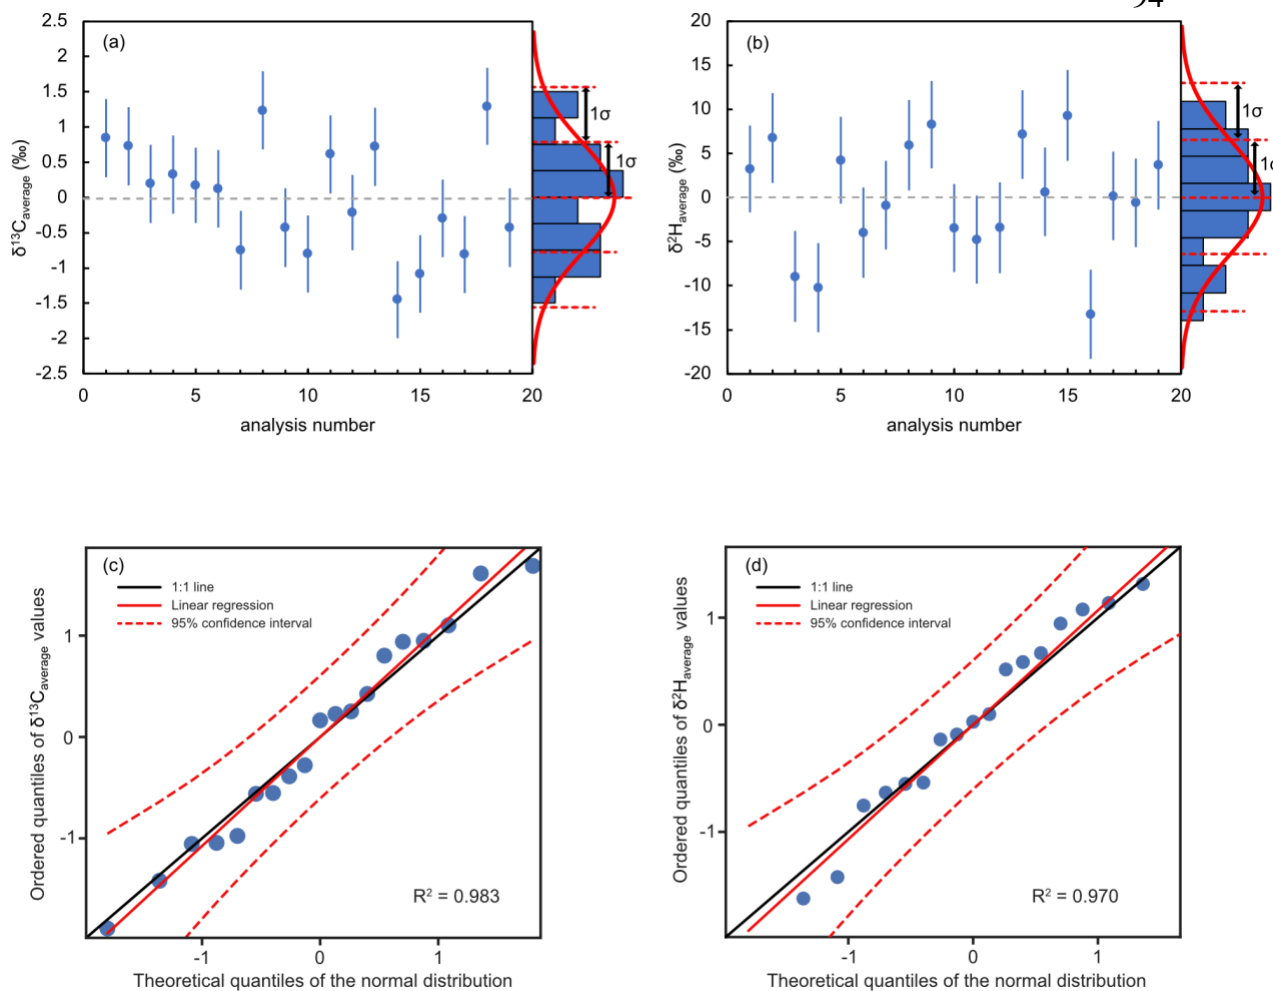 94
(a)
2.5
2
1.5
1
0.5
0
-0.5
-1
-1.5
-2
-2.5
δ13Caverage (‰)
1σ
1σ
0 5 10 15 20
analysis number
(b)
20
15
10
5
0
-5
-10
-15
-20
δ2Haverage (‰)
1σ
1σ
0 5 10 15 20
analysis number
(c)
1:1 line
Linear regression
95% confidence interval
1
0
-1
Ordered quantiles of δ13Caverage values
R² = 0.983
-1 0 1
Theoretical quantiles of the normal distribution
(d)
1:1 line
Linear regression
95% confidence interval
1
0
-1
Ordered quantiles of δ2Haverage values
R² = 0.970
-1 0 1
Theoretical quantiles of the normal distribution